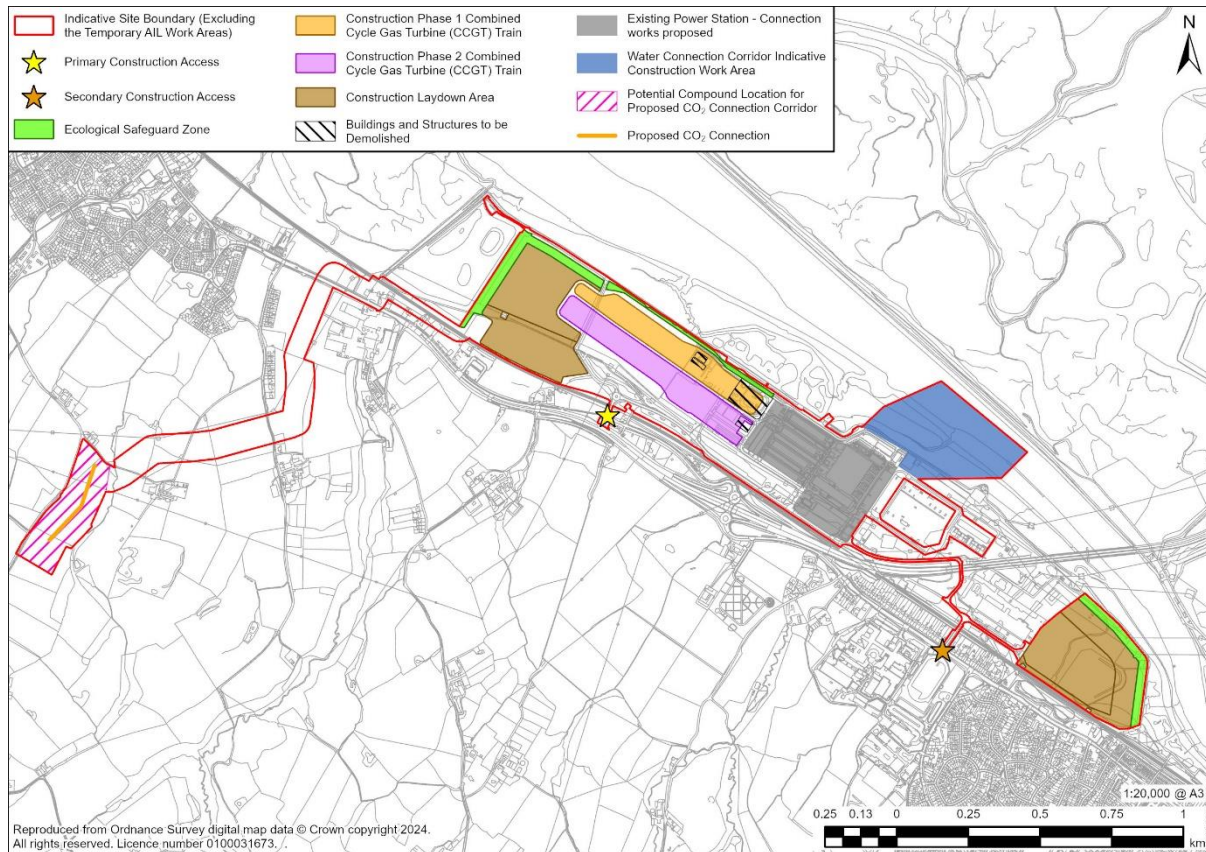 Indicative Site Boundary (Excluding
the Temporary AIL Work Areas)
Primary Construction Access
Secondary Construction Access
Ecological Safeguard Zone
Construction Phase 1 Combined
Cycle Gas Turbine (CCGT) Train
Construction Phase 2 Combined
Cycle Gas Turbine (CCGT) Train
Construction Laydown Area
Buildings and Structures to be
Demolished
Existing Power Station - Connection
works proposed
Water Connection Corridor Indicative
Construction Work Area
Potential Compound Location for
Proposed CO₂ Connection Corridor
Proposed CO₂ Connection
N
1:20,000 @ A3
0.25 0.13 0 0.25 0.5 0.75 1
km
Reproduced from Ordnance Survey digital map data © Crown copyright 2024.
All rights reserved. Licence number 0100031673.